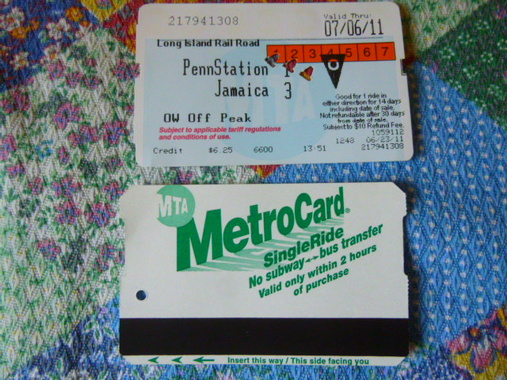 217941308
Valid Thru
07/06/11
Long Island Rail Road
1 2 3 4 5 6 7
PennStation 1
Jamaica 3
OW Off Peak
Good for 1 ride in
either direction for 14 days
including date of sale.
Not refundable after 30 days
from date of sale.
Subject to $10 Refund Fee.
Subject to applicable tariff regulations
and conditions of use.
1059112
1248 06/23/11
Credit $6.25 6600 13:51 217941308
MTA
MTA
MetroCard
SingleRide
No subway ↔ bus transfer
Valid only within 2 hours
of purchase
Insert this way / This side facing you